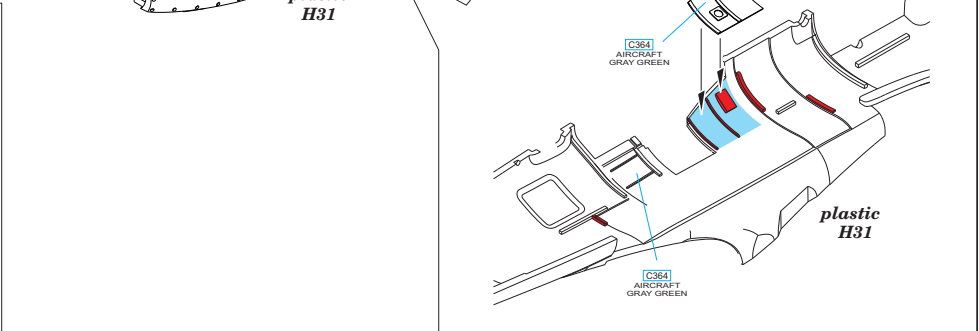 H31
C364
AIRCRAFT
GRAY GREEN
plastic
H31
C364
AIRCRAFT
GRAY GREEN